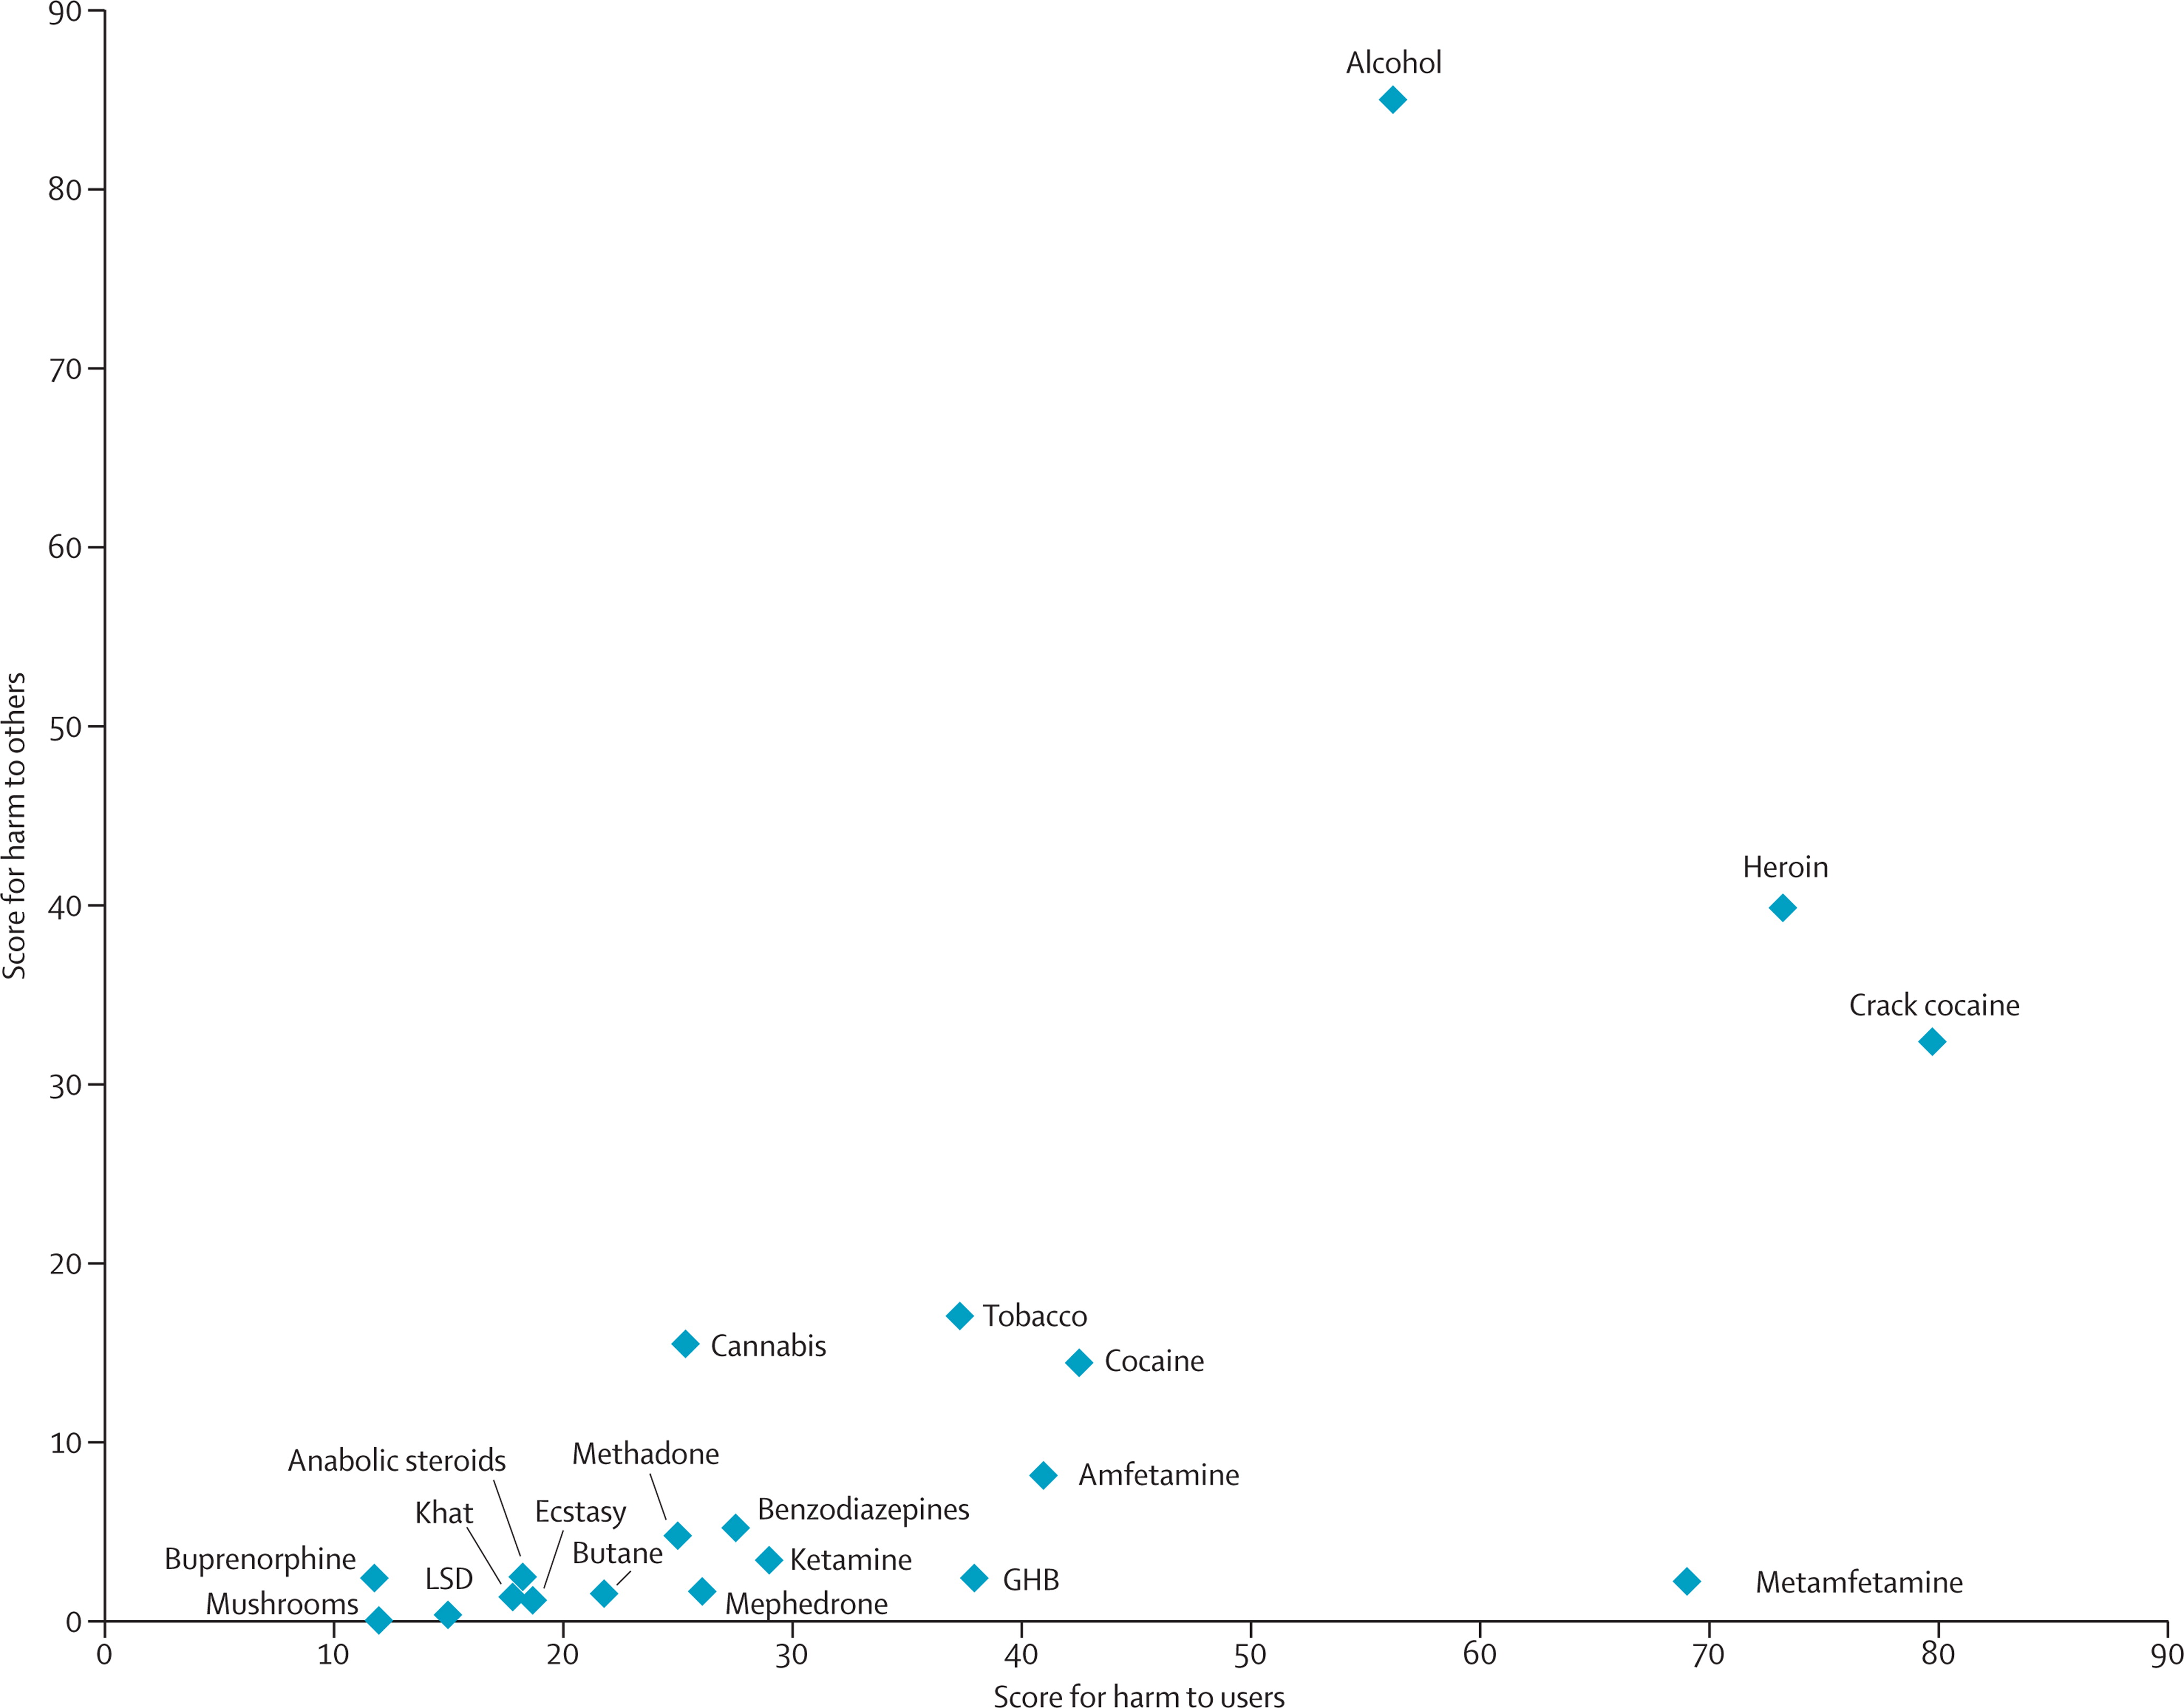 90
Alcohol
80
70
60
50
Score for harm to others
Heroin
40
Crack cocaine
30
20
Tobacco
Cannabis
Cocaine
10
Methadone
Anabolic steroids
Amfetamine
Khat
Ecstasy
Benzodiazepines
Butane
Buprenorphine
Ketamine
LSD
GHB
Metamfetamine
Mushrooms
Mephedrone
0
0 10 20 30 40 50 60 70 80 90
Score for harm to users